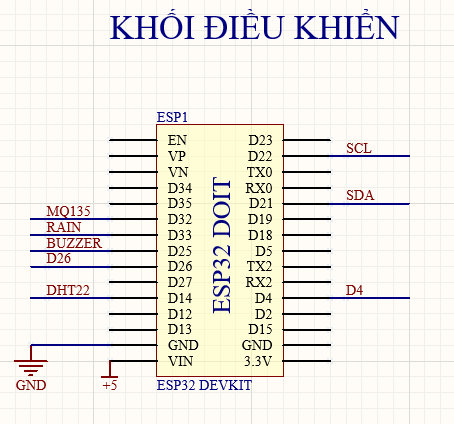 KHỐI ĐIỀU KHIỂN
ESP1
EN D23
VP D22 SCL
VN TX0
D34 RX0
D35 D21 SDA
MQ135 D32 D19
RAIN D33 D18
BUZZER D25 D5
D26 D26 TX2
D27 RX2
DHT22 D14 D4 D4
D12 D2
D13 D15
GND GND
VIN 3.3V
ESP32 DOIT
GND +5 ESP32 DEVKIT